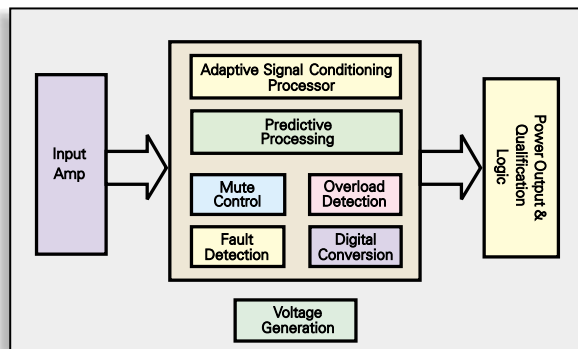 Input
Amp
Adaptive Signal Conditioning
Processor
Predictive
Processing
Mute
Control
Overload
Detection
Fault
Detection
Digital
Conversion
Power Output &
Qualification
Logic
Voltage
Generation